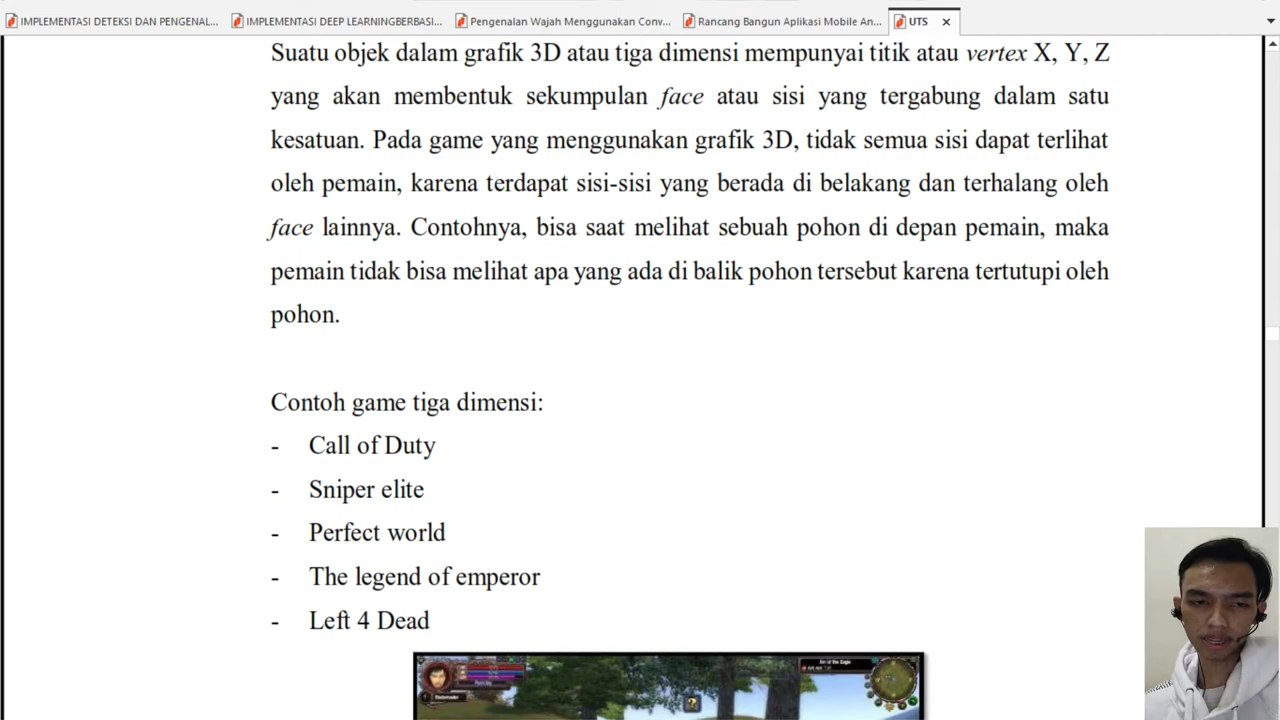 IMPLEMENTASI DETEKSI DAN PENGENAL... IMPLEMENTASI DEEP LEARNINGBERBASI... Pengenalan Wajah Menggunakan Conv... Rancang Bangun Aplikasi Mobile An... UTS
Suatu objek dalam grafik 3D atau tiga dimensi mempunyai titik atau vertex X, Y, Z
yang akan membentuk sekumpulan face atau sisi yang tergabung dalam satu
kesatuan. Pada game yang menggunakan grafik 3D, tidak semua sisi dapat terlihat
oleh pemain, karena terdapat sisi-sisi yang berada di belakang dan terhalang oleh
face lainnya. Contohnya, bisa saat melihat sebuah pohon di depan pemain, maka
pemain tidak bisa melihat apa yang ada di balik pohon tersebut karena tertutupi oleh
pohon.
Contoh game tiga dimensi:
- Call of Duty
- Sniper elite
- Perfect world
- The legend of emperor
- Left 4 Dead